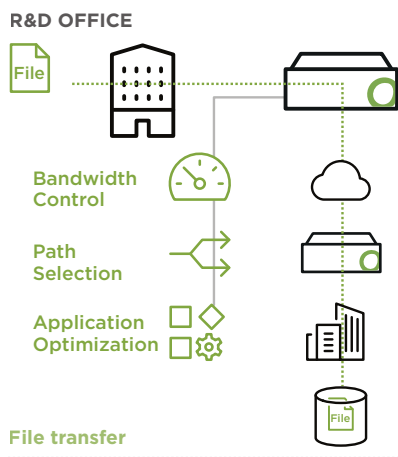 R&D OFFICE
File
Bandwidth
Control
Path
Selection
Application
Optimization
File
File transfer